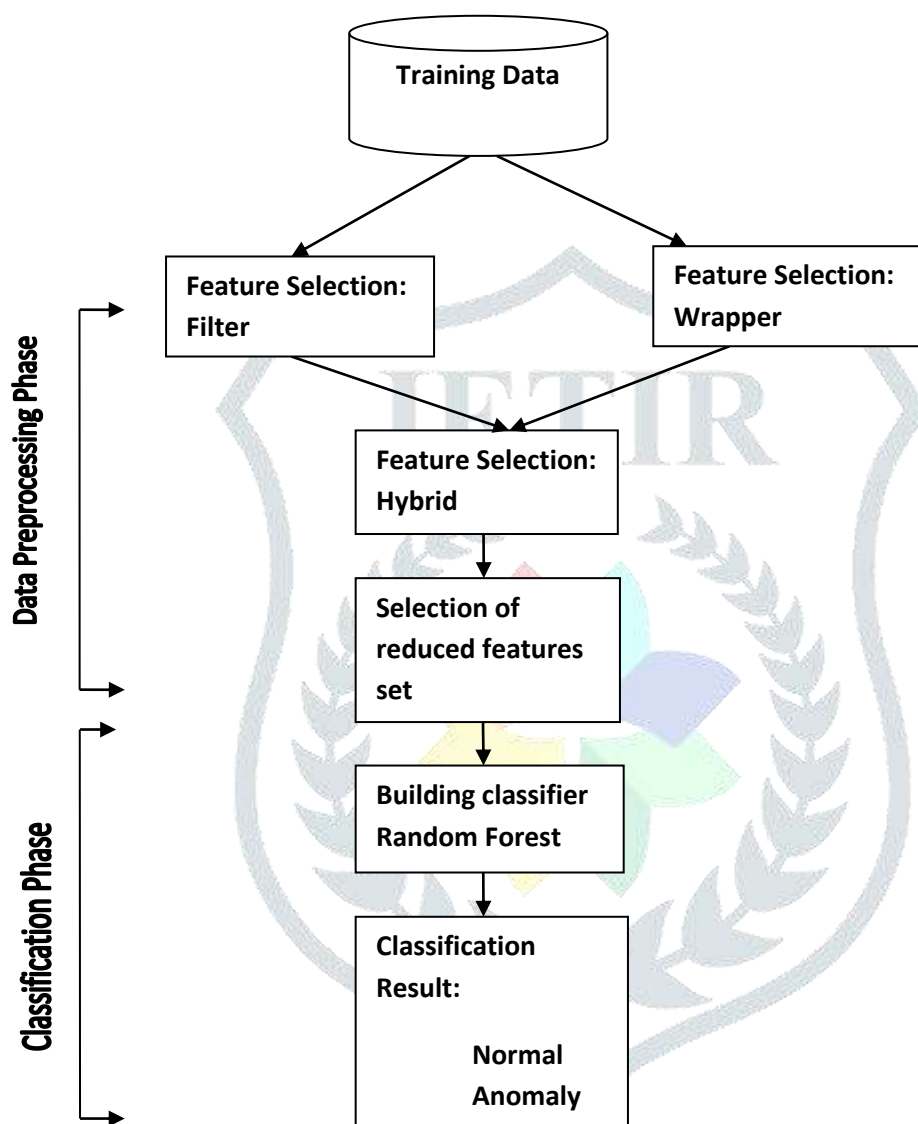 Training Data
Feature Selection:
Filter
Feature Selection:
Wrapper
Data Preprocessing Phase
JETIR
Feature Selection:
Hybrid
Selection of
reduced features
set
Classification Phase
Building classifier
Random Forest
Classification
Result:
Normal
Anomaly